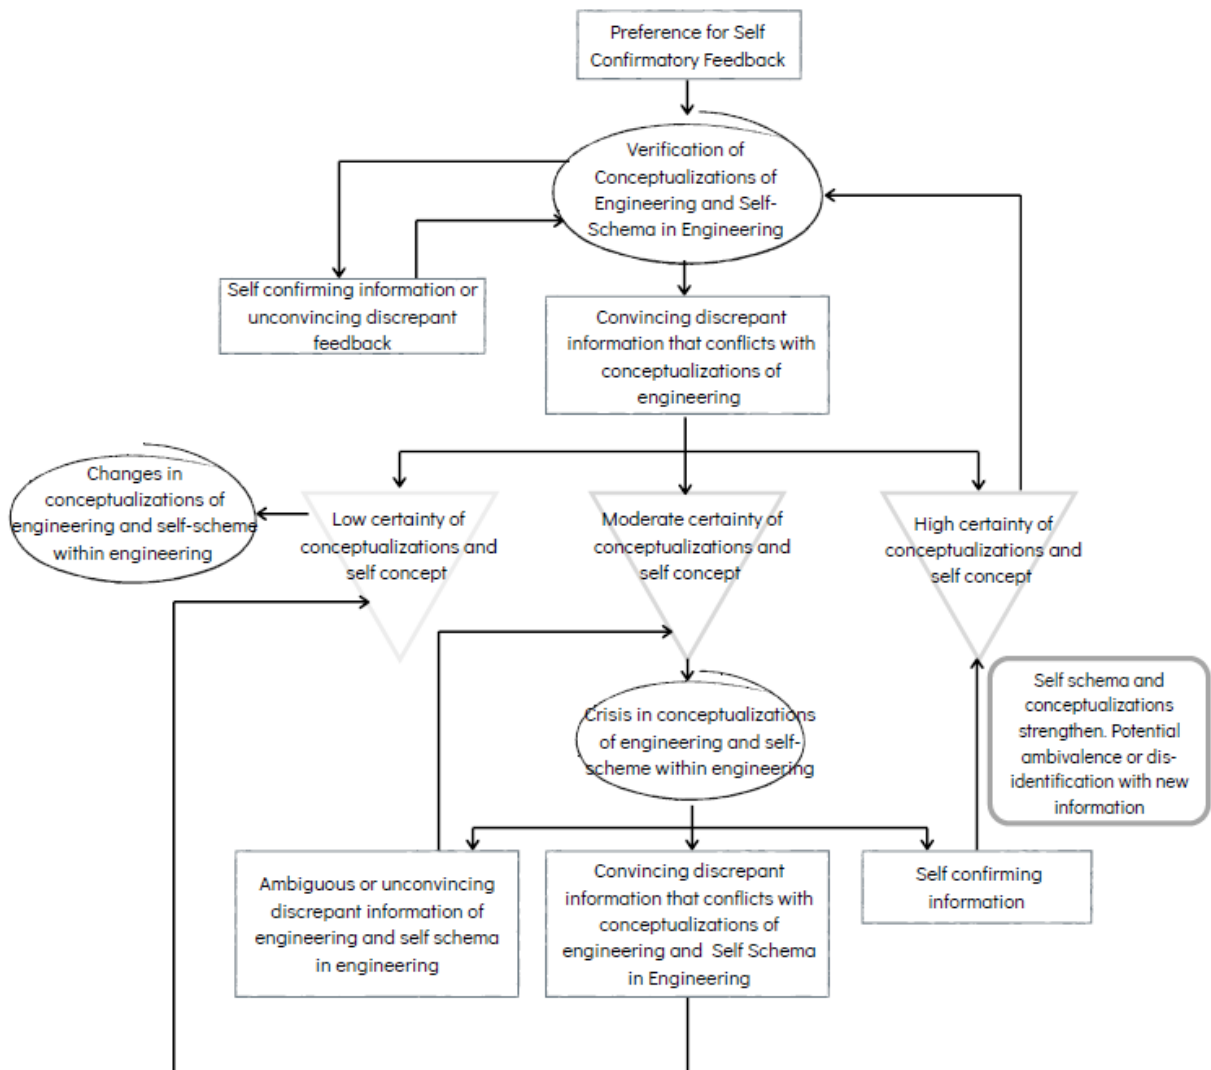 Preference for Self
Confirmatory Feedback
Verification of
Conceptualizations of
Engineering and Self-
Schema in Engineering
Self confirming information or
unconvincing discrepant
feedback
Convincing discrepant
information that conflicts with
conceptualizations of
engineering
Changes in
conceptualizations of
engineering and self-scheme
within engineering
Low certainty of
conceptualizations and
self concept
Moderate certainty of
conceptualizations and
self concept
High certainty of
conceptualizations and
self concept
Crisis in conceptualizations
of engineering and self-
scheme within engineering
Self schema and
conceptualizations
strengthen. Potential
ambivalence or dis-
identification with new
information
Ambiguous or unconvincing
discrepant information of
engineering and self schema
in engineering
Convincing discrepant
information that conflicts with
conceptualizations of
engineering and Self Schema
in Engineering
Self confirming
information